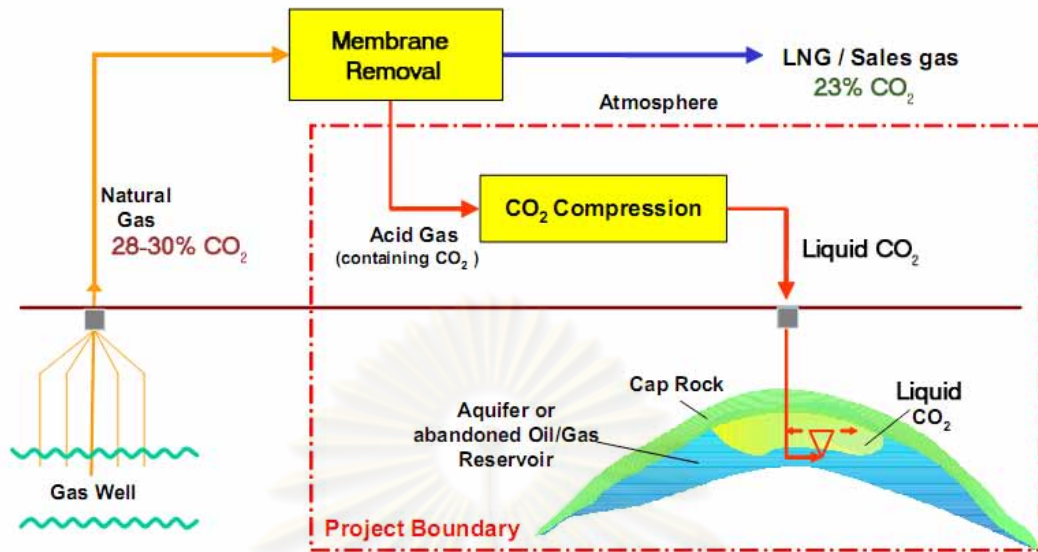 Membrane
Removal
LNG / Sales gas
23% CO₂
Atmosphere
Natural
Gas
28-30% CO₂
CO₂ Compression
Acid Gas
(containing CO₂ )
Liquid CO₂
Cap Rock
Liquid
CO₂
Aquifer or
abandoned Oil/Gas
Reservoir
Gas Well
Project Boundary